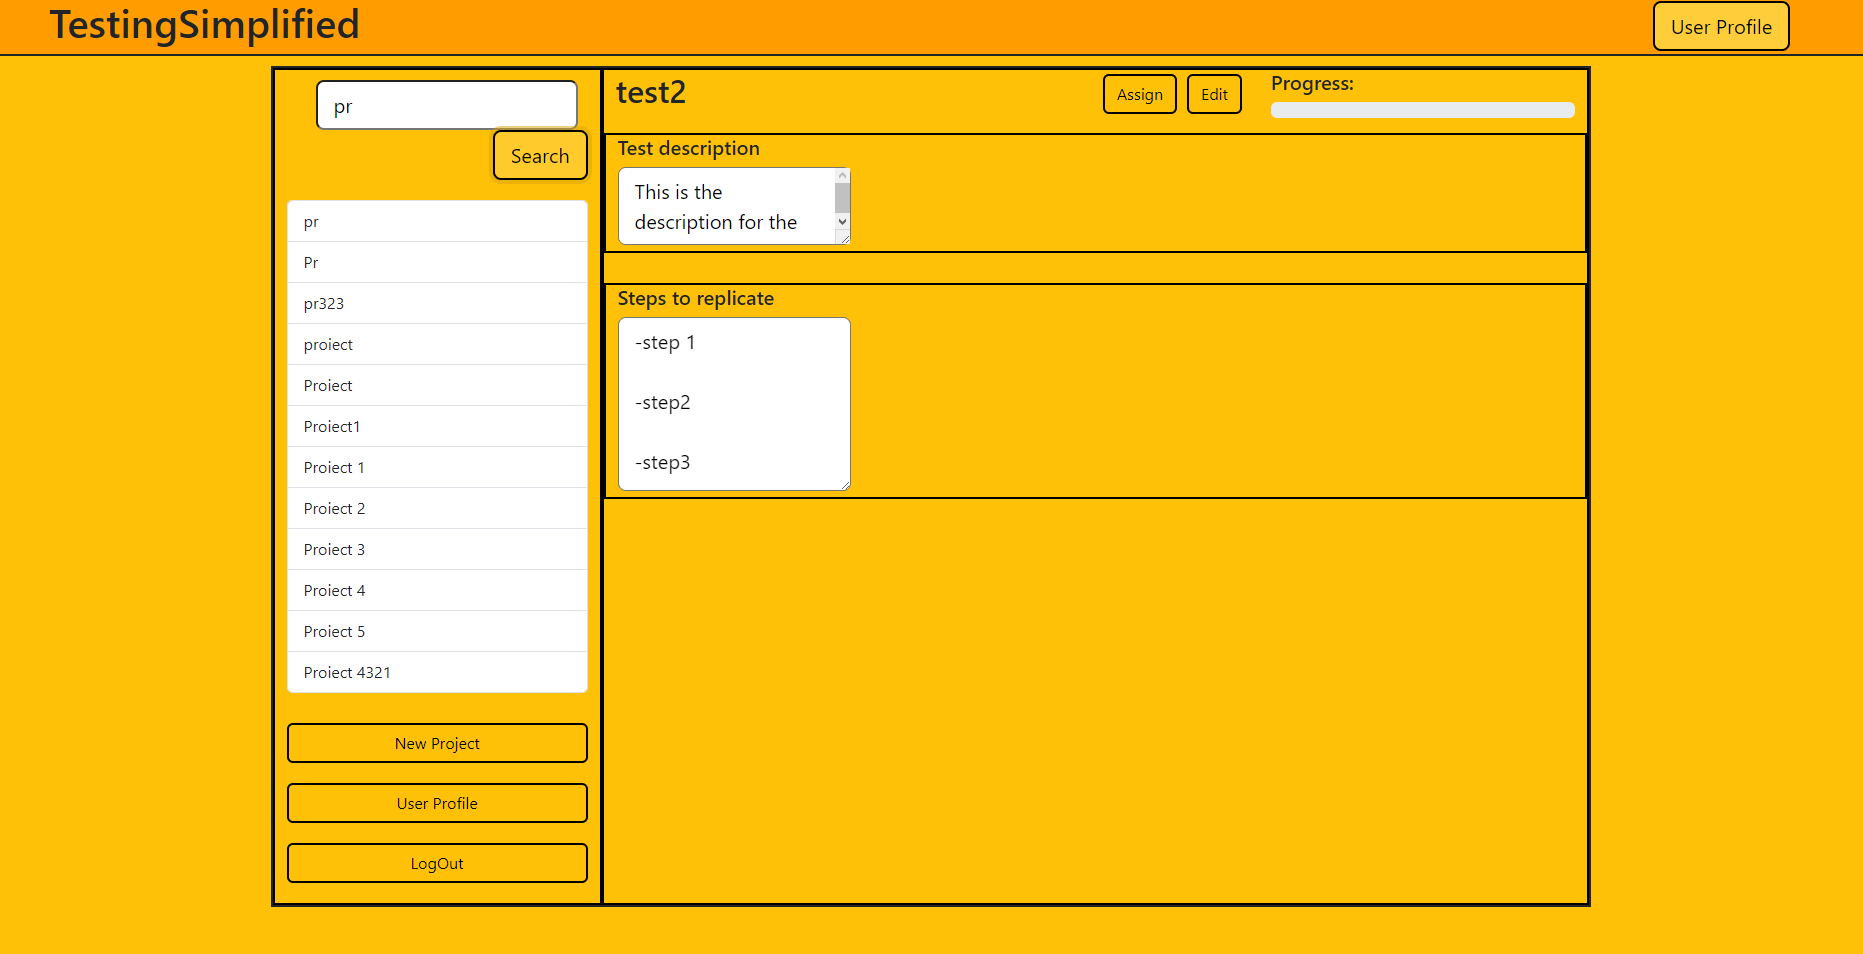 TestingSimplified
User Profile
pr
Search
pr
Pr
pr323
proiect
Proiect
Proiect1
Proiect 1
Proiect 2
Proiect 3
Proiect 4
Proiect 5
Proiect 4321
New Project
User Profile
LogOut
test2
Assign
Edit
Progress:
Test description
This is the
description for the
Steps to replicate
-step 1
-step2
-step3